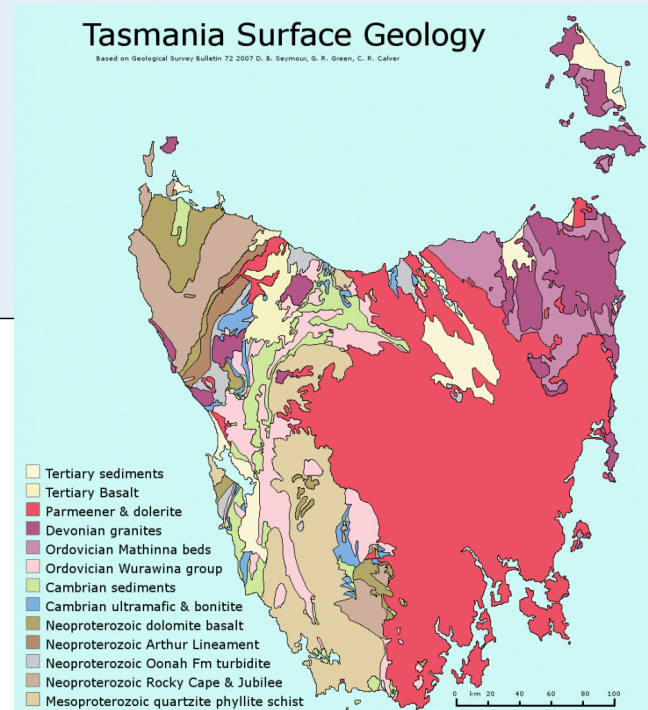 Tasmania Surface Geology
Based on Geological Survey Bulletin 72 2007 D. B. Seymour, G. R. Green, C. R. Calver
Tertiary sediments
Tertiary Basalt
Parmeener & dolerite
Devonian granites
Ordovician Mathinna beds
Ordovician Wurawina group
Cambrian sediments
Cambrian ultramafic & bonitite
Neoproterozoic dolomite basalt
Neoproterozoic Arthur Lineament
Neoproterozoic Oonah Fm turbidite
Neoproterozoic Rocky Cape & Jubilee
Mesoproterozoic quartzite phyllite schist
0 km 20 40 60 80 100